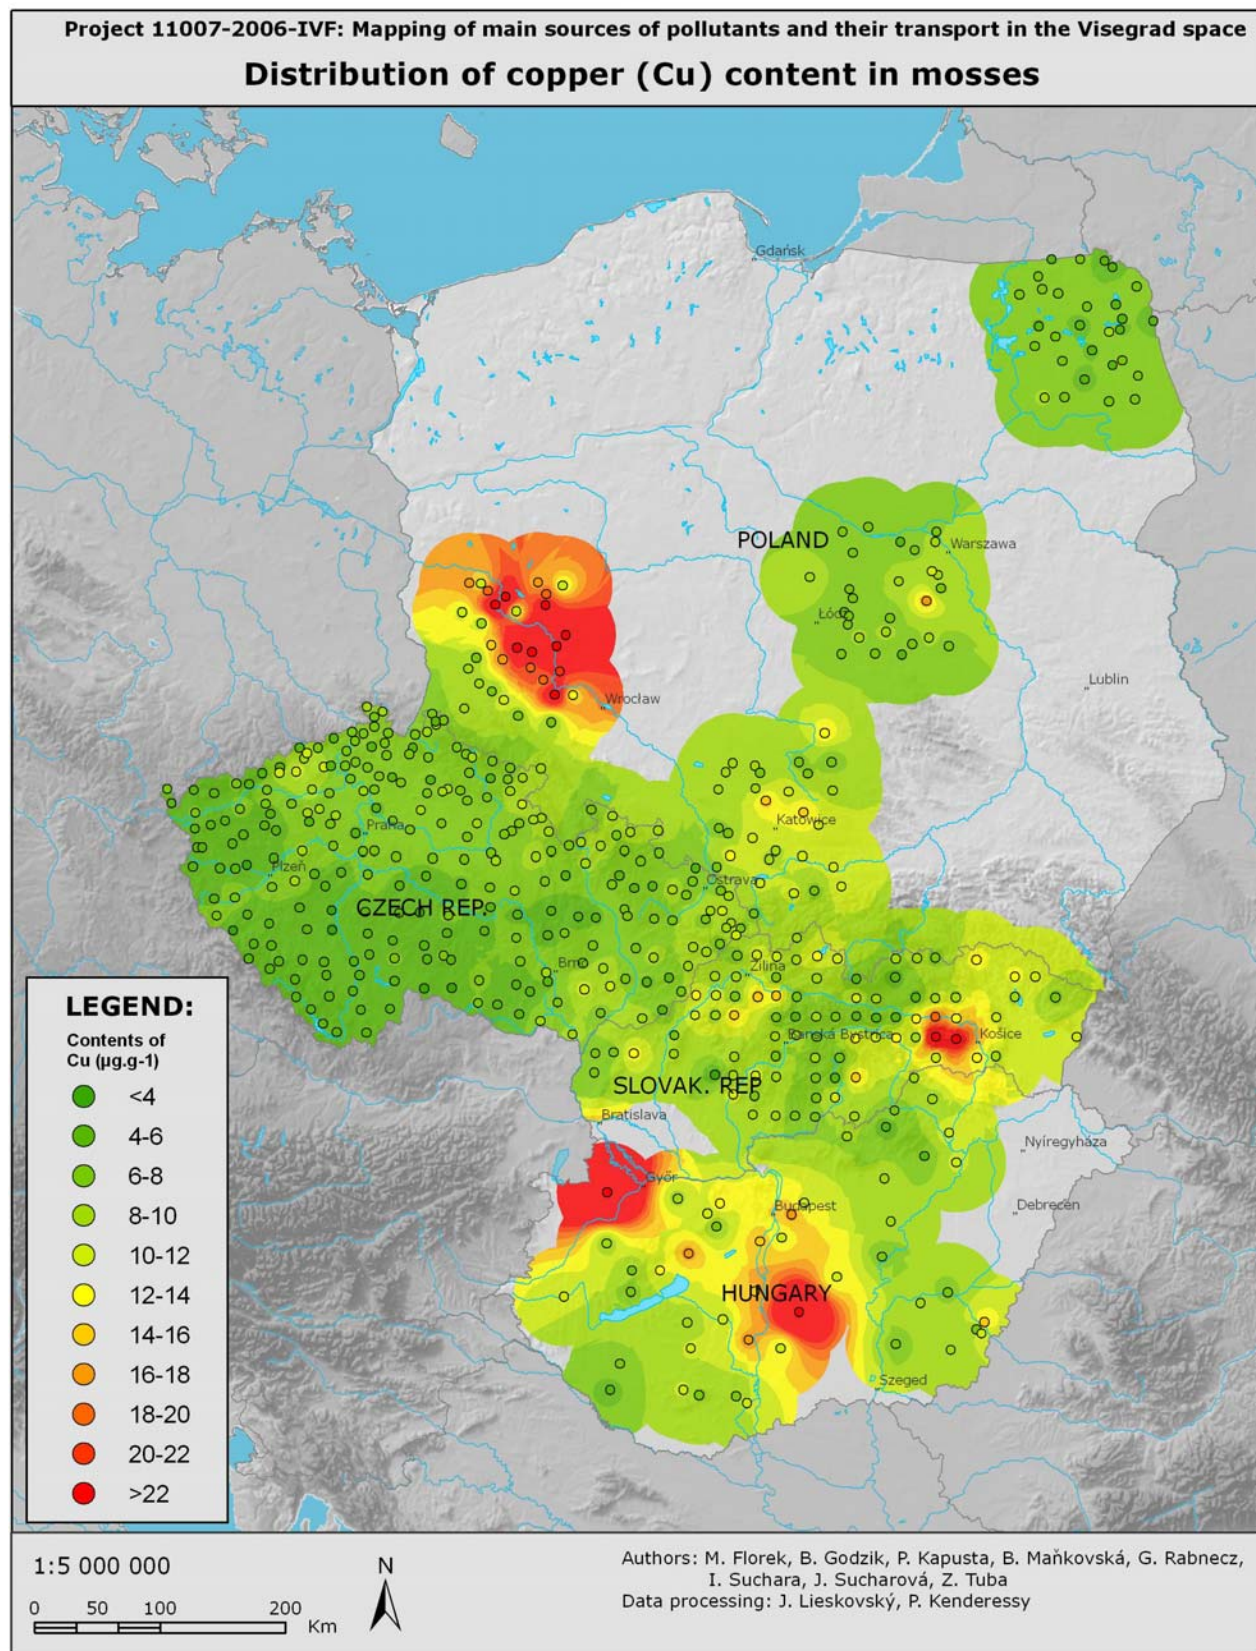 Project 11007-2006-IVF: Mapping of main sources of pollutants and their transport in the Visegrad space
Distribution of copper (Cu) content in mosses
Gdańsk
POLAND
Warszawa
Łódź
Lublin
Wrocław
Katowice
Praha
Plzeň
Ostrava
CZECH REP.
Brno
Žilina
Banská Bystrica
Košice
SLOVAK. REP
Bratislava
Nyíregyháza
Győr
Budapest
Debrecen
HUNGARY
Szeged
LEGEND:
Contents of
Cu (µg.g-1)
<4
4-6
6-8
8-10
10-12
12-14
14-16
16-18
18-20
20-22
>22
1:5 000 000
0 50 100 200 Km
N
Authors: M. Florek, B. Godzik, P. Kapusta, B. Maňkovská, G. Rabnecz,
I. Suchara, J. Sucharová, Z. Tuba
Data processing: J. Lieskovský, P. Kenderessy